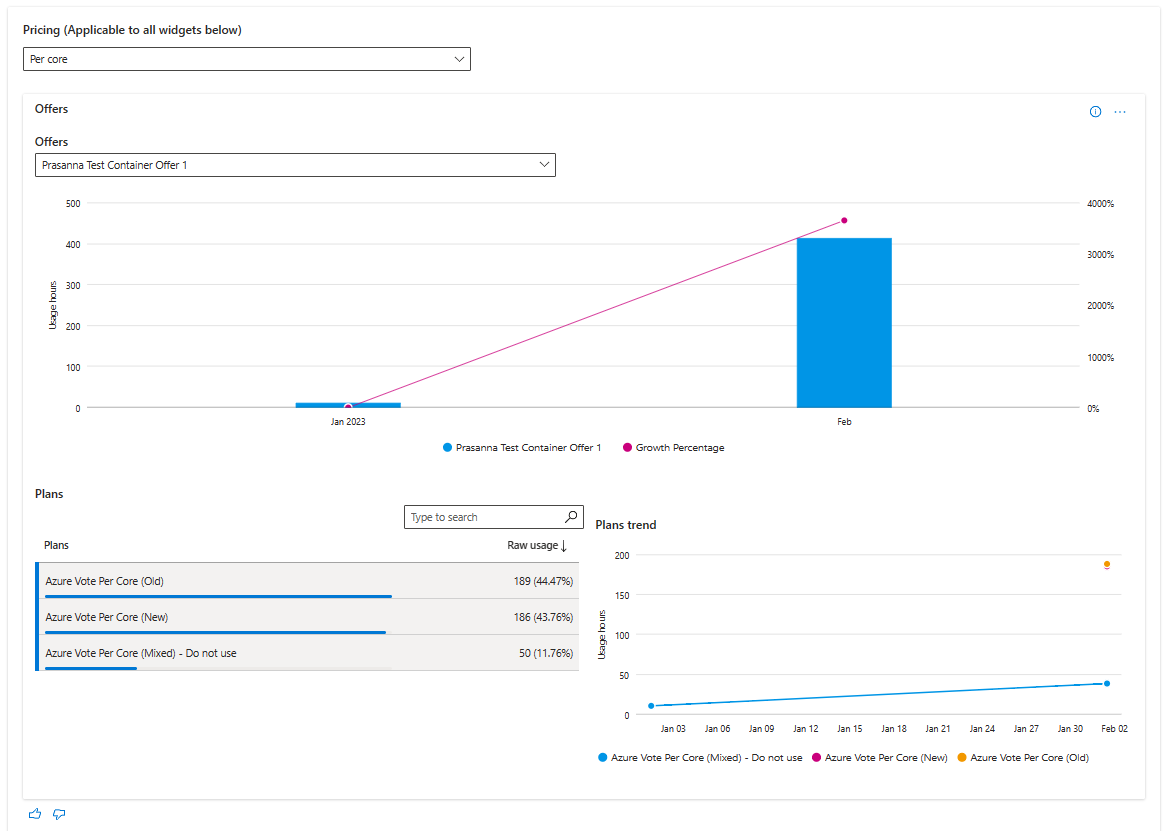 Pricing (Applicable to all widgets below)
Per core
Offers
Offers
Prasanna Test Container Offer 1
500
400
300
200
100
0
Usage hours
4000%
3000%
2000%
1000%
0%
Jan 2023
Feb
Prasanna Test Container Offer 1
Growth Percentage
Plans
Type to search
Plans
Raw usage↓
Azure Vote Per Core (Old)
189 (44.47%)
Azure Vote Per Core (New)
186 (43.76%)
Azure Vote Per Core (Mixed) - Do not use
50 (11.76%)
Plans trend
200
150
100
50
0
Usage hours
Jan 03
Jan 06
Jan 09
Jan 12
Jan 15
Jan 18
Jan 21
Jan 24
Jan 27
Jan 30
Feb 02
Azure Vote Per Core (Mixed) - Do not use
Azure Vote Per Core (New)
Azure Vote Per Core (Old)